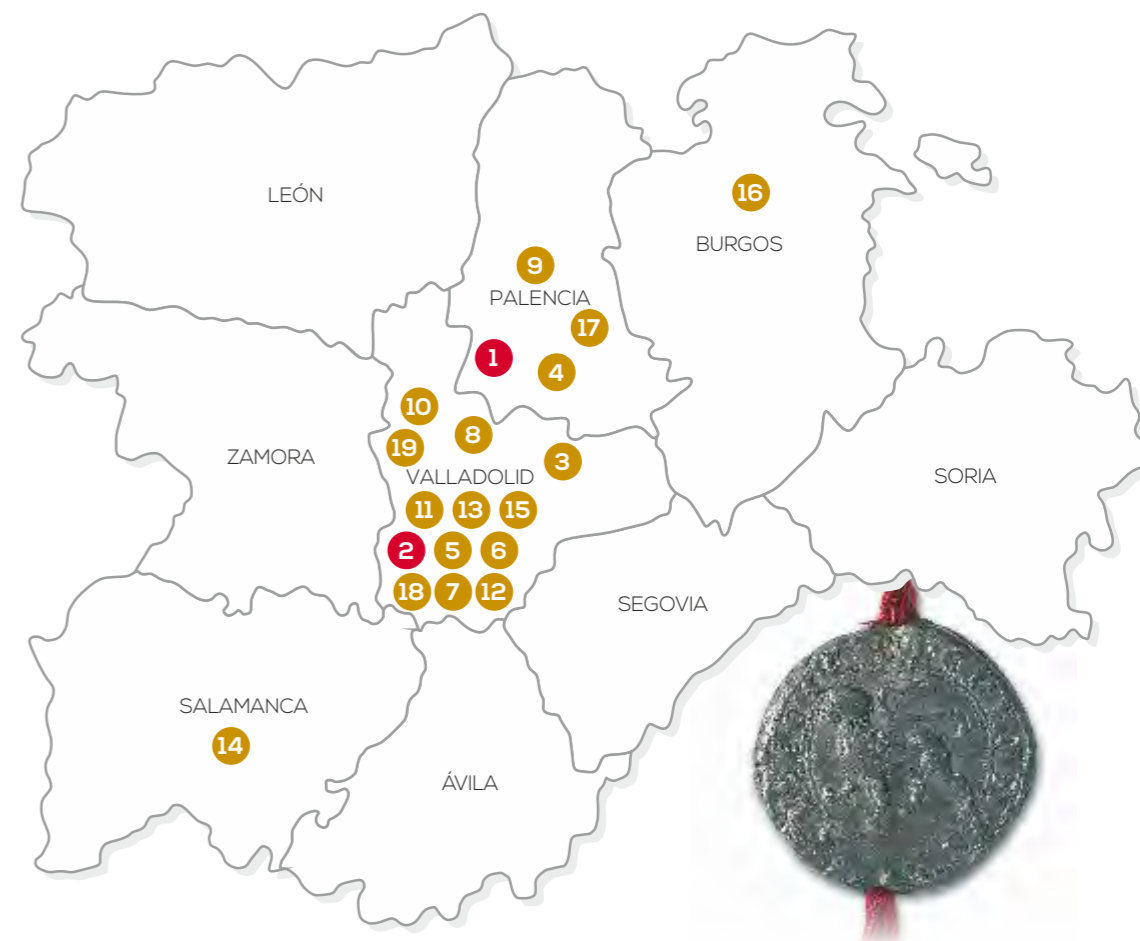 LEÓN
16
BURGOS
9
PALENCIA
17
1
4
10
8
19
3
ZAMORA
VALLADOLID
SORIA
11 13 15
2 5 6
18 7 12
SEGOVIA
SALAMANCA
14
ÁVILA